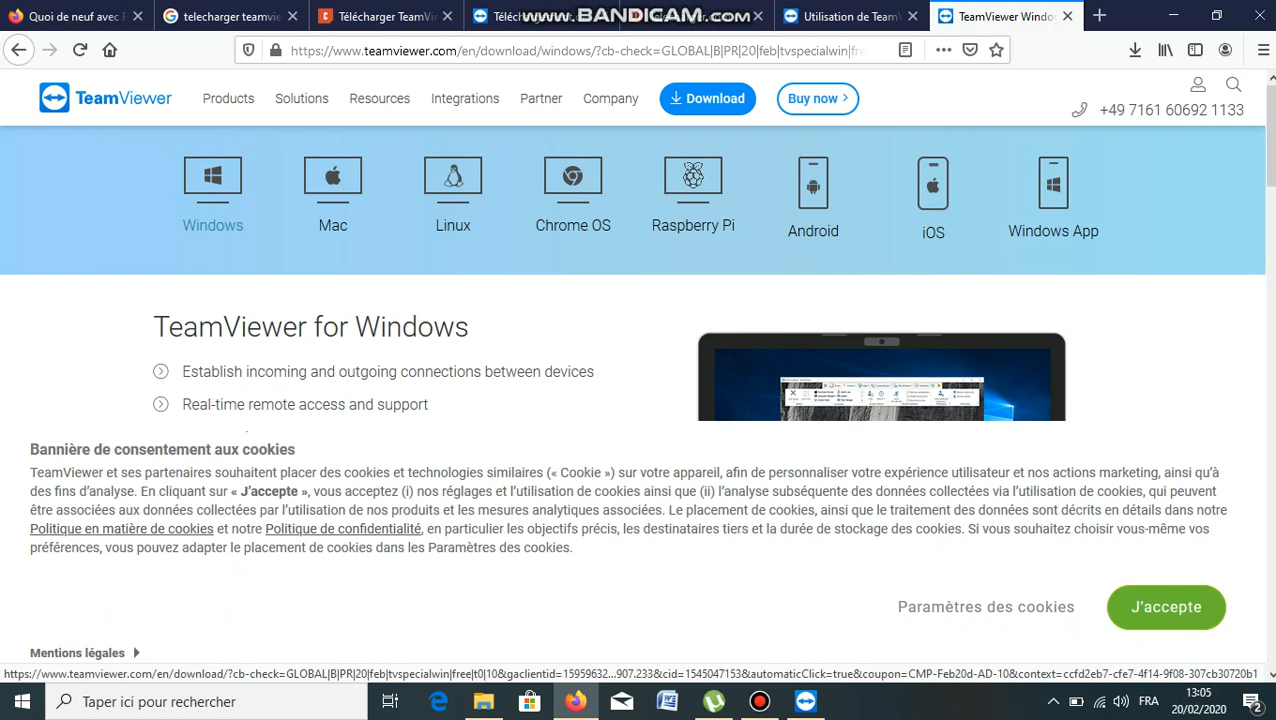 Quoi de neuf avec F
telecharger teamvie
Télécharger TeamVi
Téléch
Utilisation de TeamV
TeamViewer Windo
www.BANDICAM.com
https://www.teamviewer.com/en/download/windows/?cb-check=GLOBAL|B|PR|20|feb|tvspecialwin|fre
TeamViewer
Products
Solutions
Resources
Integrations
Partner
Company
Download
Buy now
+49 7161 60692 1133
Windows
Mac
Linux
Chrome OS
Raspberry Pi
Android
iOS
Windows App
TeamViewer for Windows
Establish incoming and outgoing connections between devices
Real-time remote access and support
Bannière de consentement aux cookies
TeamViewer et ses partenaires souhaitent placer des cookies et technologies similaires (« Cookie ») sur votre appareil, afin de personnaliser votre expérience utilisateur et nos actions marketing, ainsi qu'à
des fins d'analyse. En cliquant sur « J'accepte », vous acceptez (i) nos réglages et l'utilisation de cookies ainsi que (ii) l'analyse subséquente des données collectées via l'utilisation de cookies, qui peuvent
être associées aux données collectées par l'utilisation de nos produits et les mesures analytiques associées. Le placement de cookies, ainsi que le traitement des données sont décrits en détails dans notre
Politique en matière de cookies et notre Politique de confidentialité, en particulier les objectifs précis, les destinataires tiers et la durée de stockage des cookies. Si vous souhaitez choisir vous-même vos
préférences, vous pouvez adapter le placement de cookies dans les Paramètres des cookies.
Paramètres des cookies
J'accepte
Mentions légales
https://www.teamviewer.com/en/download/?cb-check=GLOBAL|B|PR|20|feb|tvspecialwin|free|t0|10&gaclientid=15959632...907.233&cid=1545047153&automaticClick=true&coupon=CMP-Feb20d-AD-10&context=ccfd2eb7-cfe7-4f14-9f08-307cb30720b1
Taper ici pour rechercher
FRA
13:05
20/02/2020
2